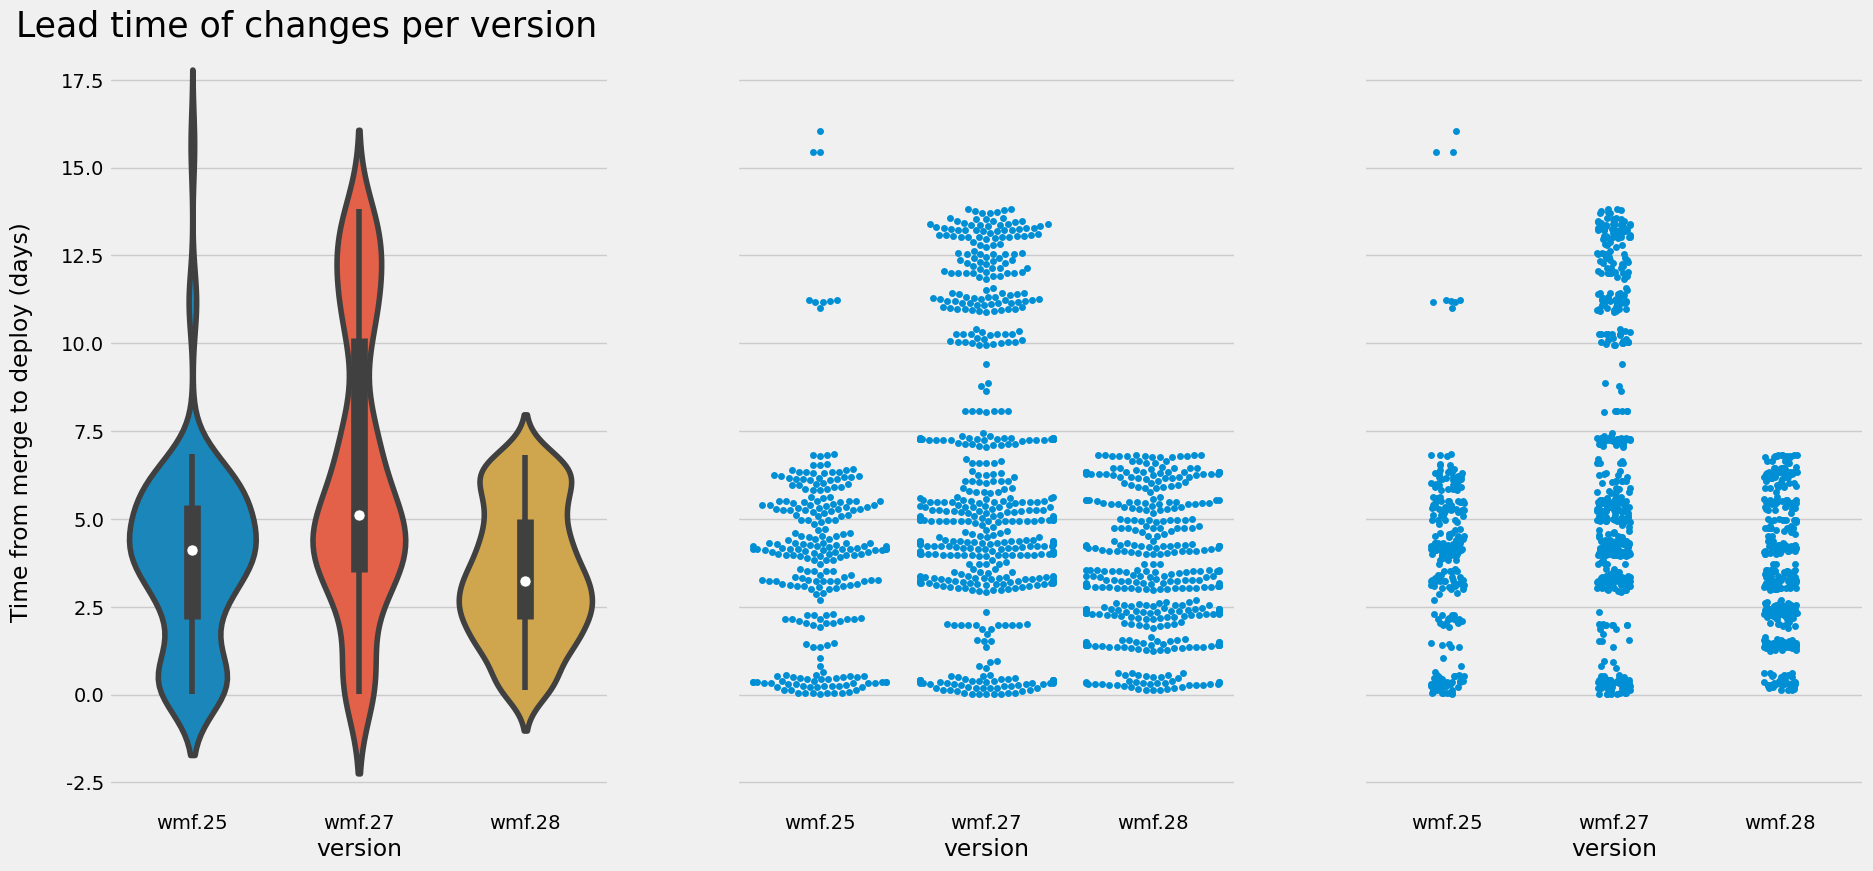 Lead time of changes per version
Time from merge to deploy (days)
17.5
15.0
12.5
10.0
7.5
5.0
2.5
0.0
-2.5
wmf.25 wmf.27 wmf.28
version
wmf.25 wmf.27 wmf.28
version
wmf.25 wmf.27 wmf.28
version